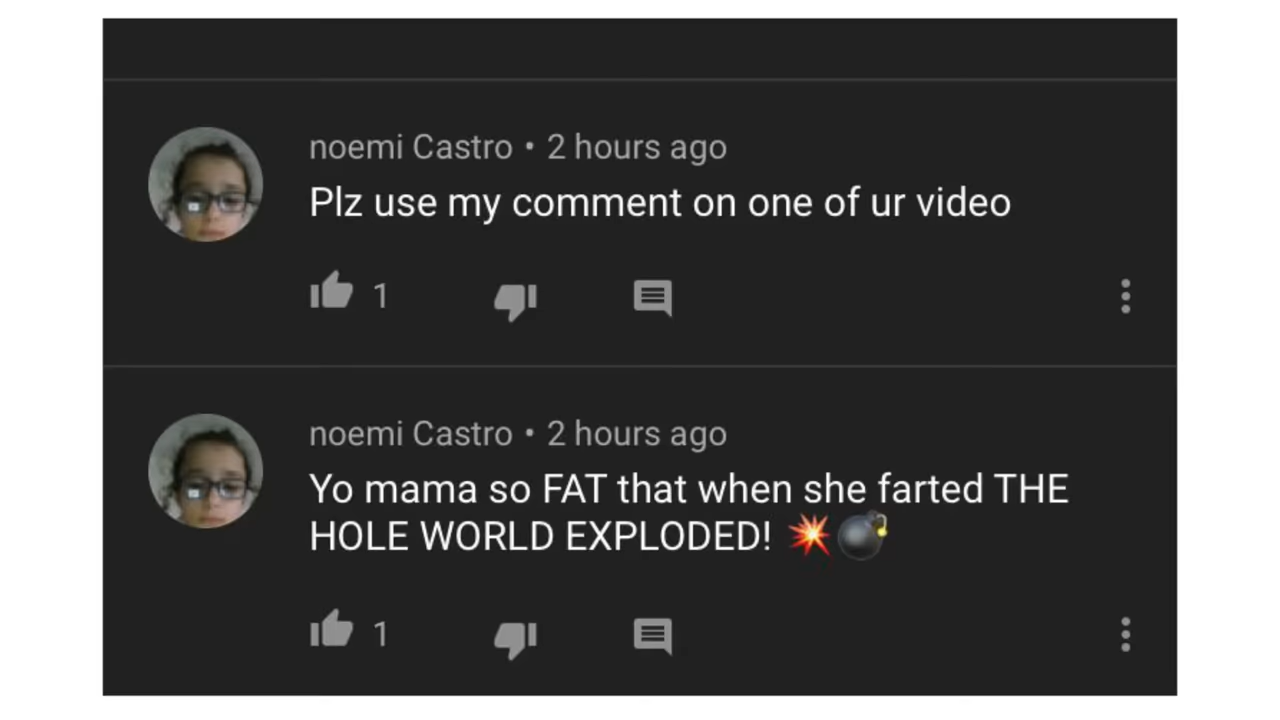 noemi Castro • 2 hours ago
Plz use my comment on one of ur video
1
noemi Castro • 2 hours ago
Yo mama so FAT that when she farted THE
HOLE WORLD EXPLODED! 💥💣
1